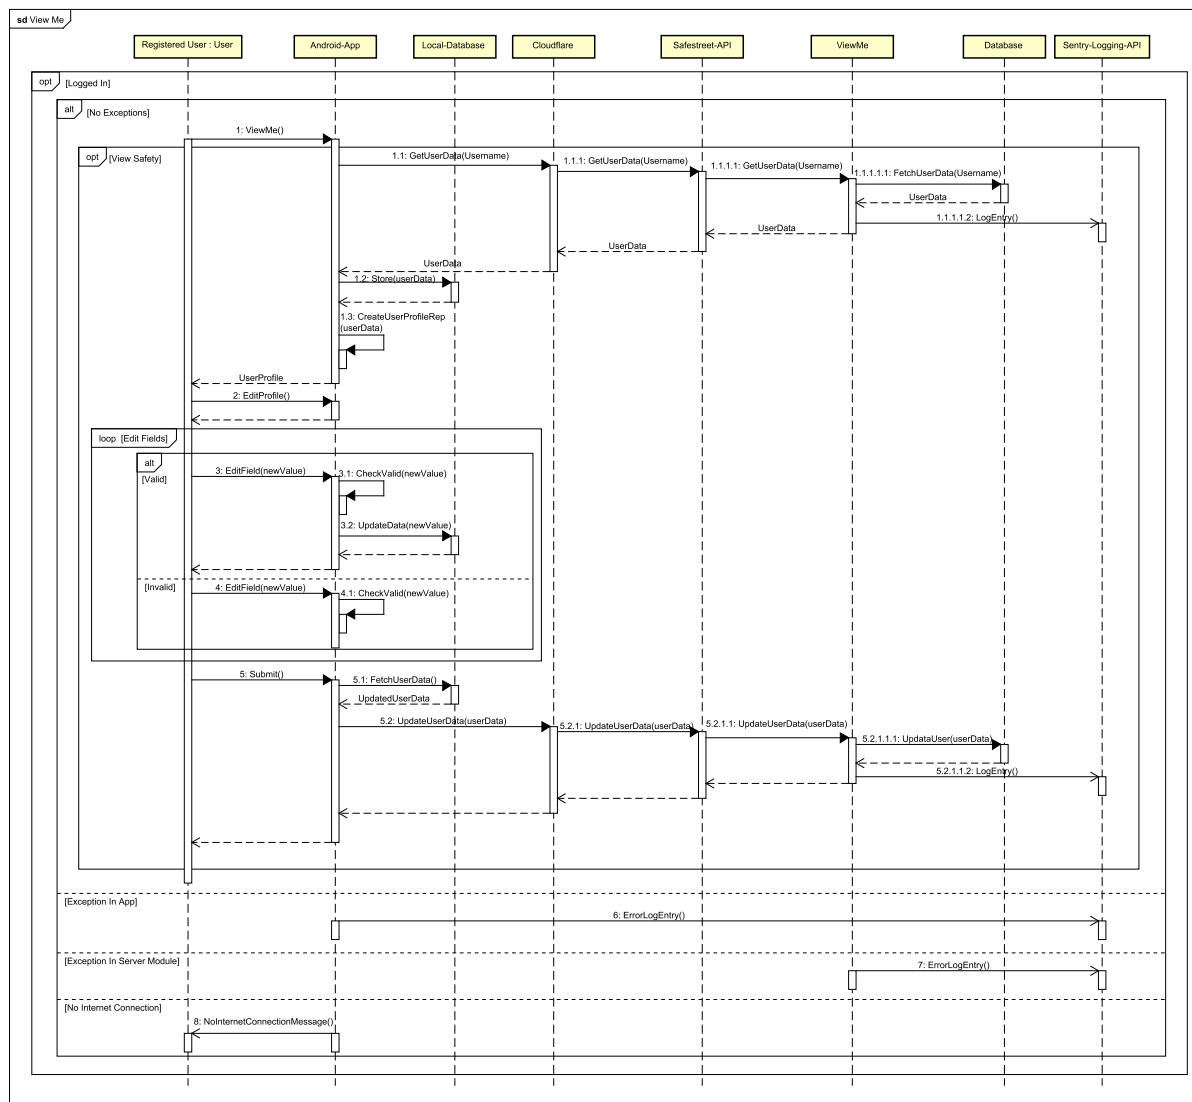 sd View Me
Registered User : User
Android-App
Local-Database
Cloudflare
Safestreet-API
ViewMe
Database
Sentry-Logging-API
opt [Logged In]
alt [No Exceptions]
1: ViewMe()
opt [View Safety]
1.1: GetUserData(Username)
1.1.1: GetUserData(Username)
1.1.1.1: GetUserData(Username)
1.1.1.1.1: FetchUserData(Username)
UserData
1.1.1.1.2: LogEntry()
UserData
UserData
UserData
1.2: Store(userData)
1.3: CreateUserProfileRep
(userData)
UserProfile
2: EditProfile()
loop [Edit Fields]
alt
[Valid]
3: EditField(newValue)
3.1: CheckValid(newValue)
3.2: UpdateData(newValue)
[Invalid]
4: EditField(newValue)
4.1: CheckValid(newValue)
5: Submit()
5.1: FetchUserData()
UpdatedUserData
5.2: UpdateUserData(userData)
5.2.1: UpdateUserData(userData)
5.2.1.1: UpdateUserData(userData)
5.2.1.1.1: UpdataUser(userData)
5.2.1.1.2: LogEntry()
[Exception In App]
6: ErrorLogEntry()
[Exception In Server Module]
7: ErrorLogEntry()
[No Internet Connection]
8: NoInternetConnectionMessage()